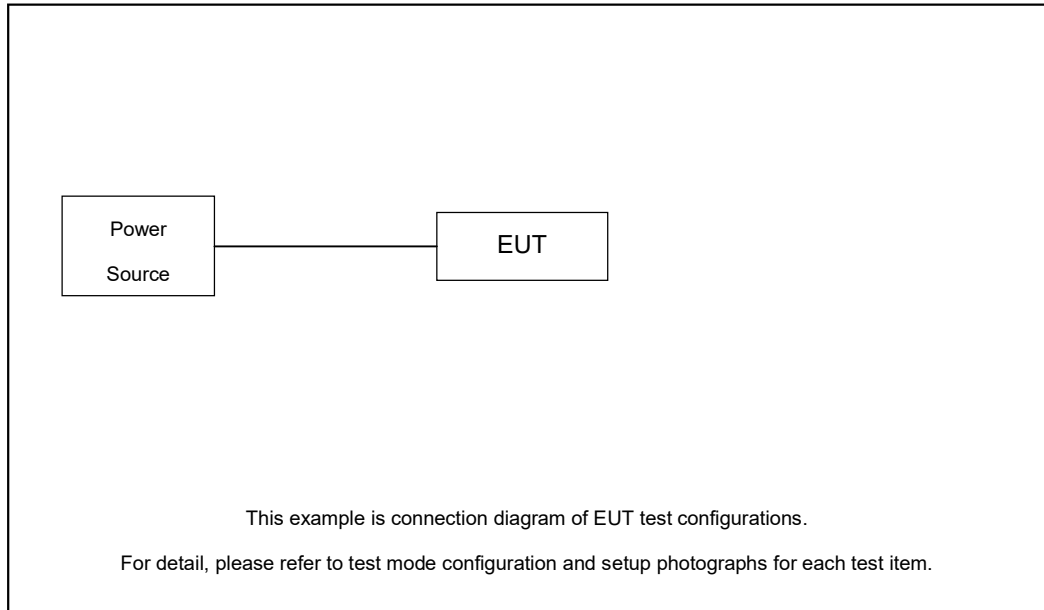 Power
Source
EUT
This example is connection diagram of EUT test configurations.
For detail, please refer to test mode configuration and setup photographs for each test item.